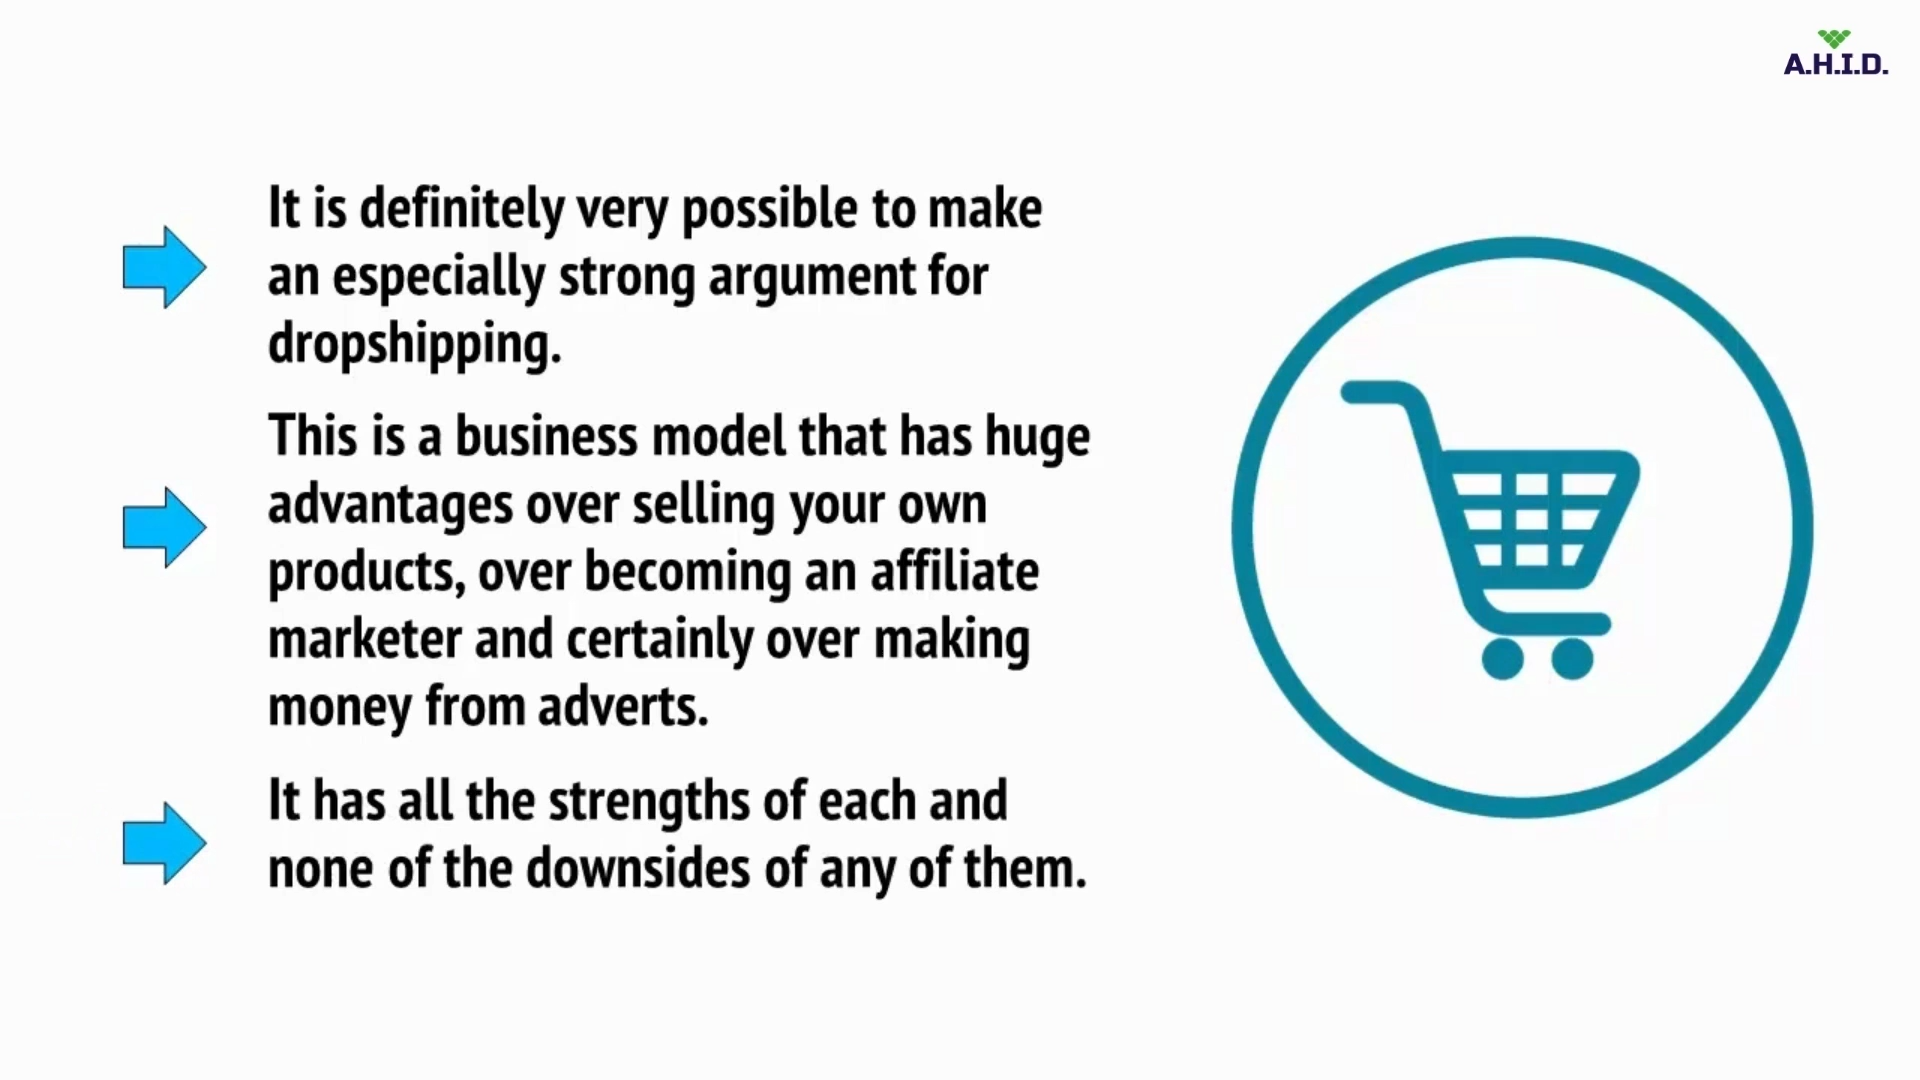 A.H.I.D.
It is definitely very possible to make
an especially strong argument for
dropshipping.
This is a business model that has huge
advantages over selling your own
products, over becoming an affiliate
marketer and certainly over making
money from adverts.
It has all the strengths of each and
none of the downsides of any of them.